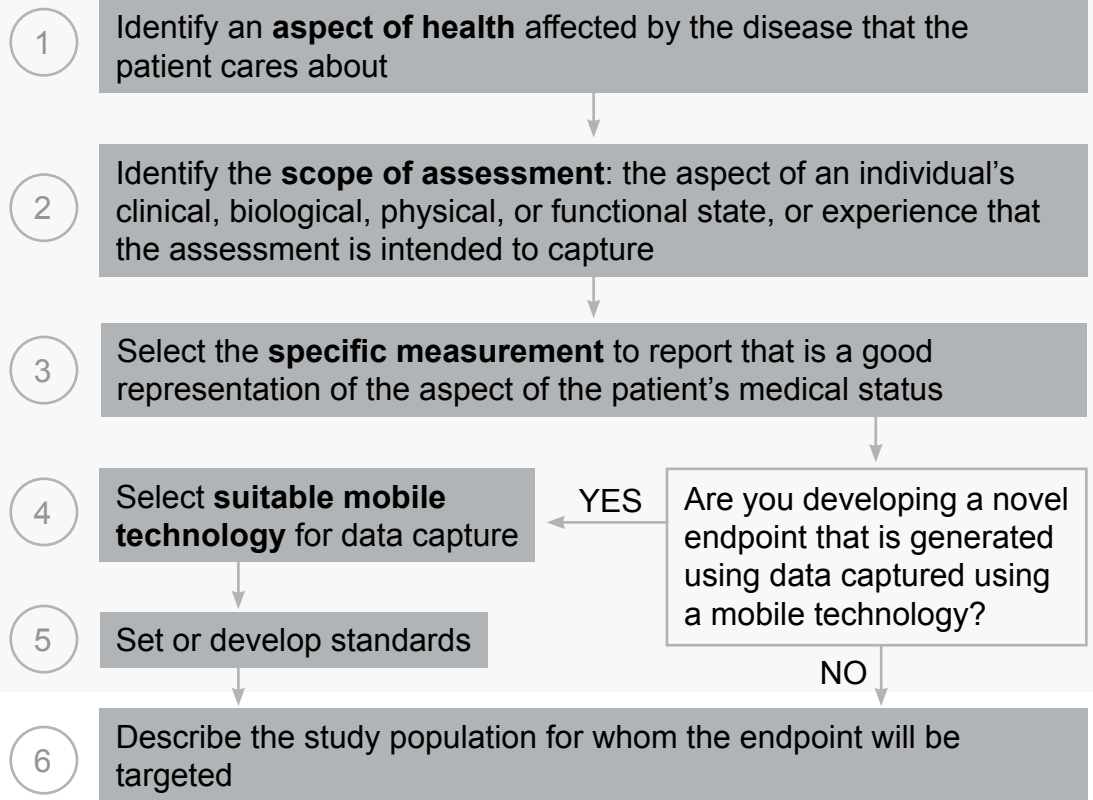 1
Identify an aspect of health affected by the disease that the
patient cares about
2
Identify the scope of assessment: the aspect of an individual’s
clinical, biological, physical, or functional state, or experience that
the assessment is intended to capture
3
Select the specific measurement to report that is a good
representation of the aspect of the patient’s medical status
4
Select suitable mobile
technology for data capture
YES
Are you developing a novel
endpoint that is generated
using data captured using
a mobile technology?
5
Set or develop standards
NO
6
Describe the study population for whom the endpoint will be
targeted